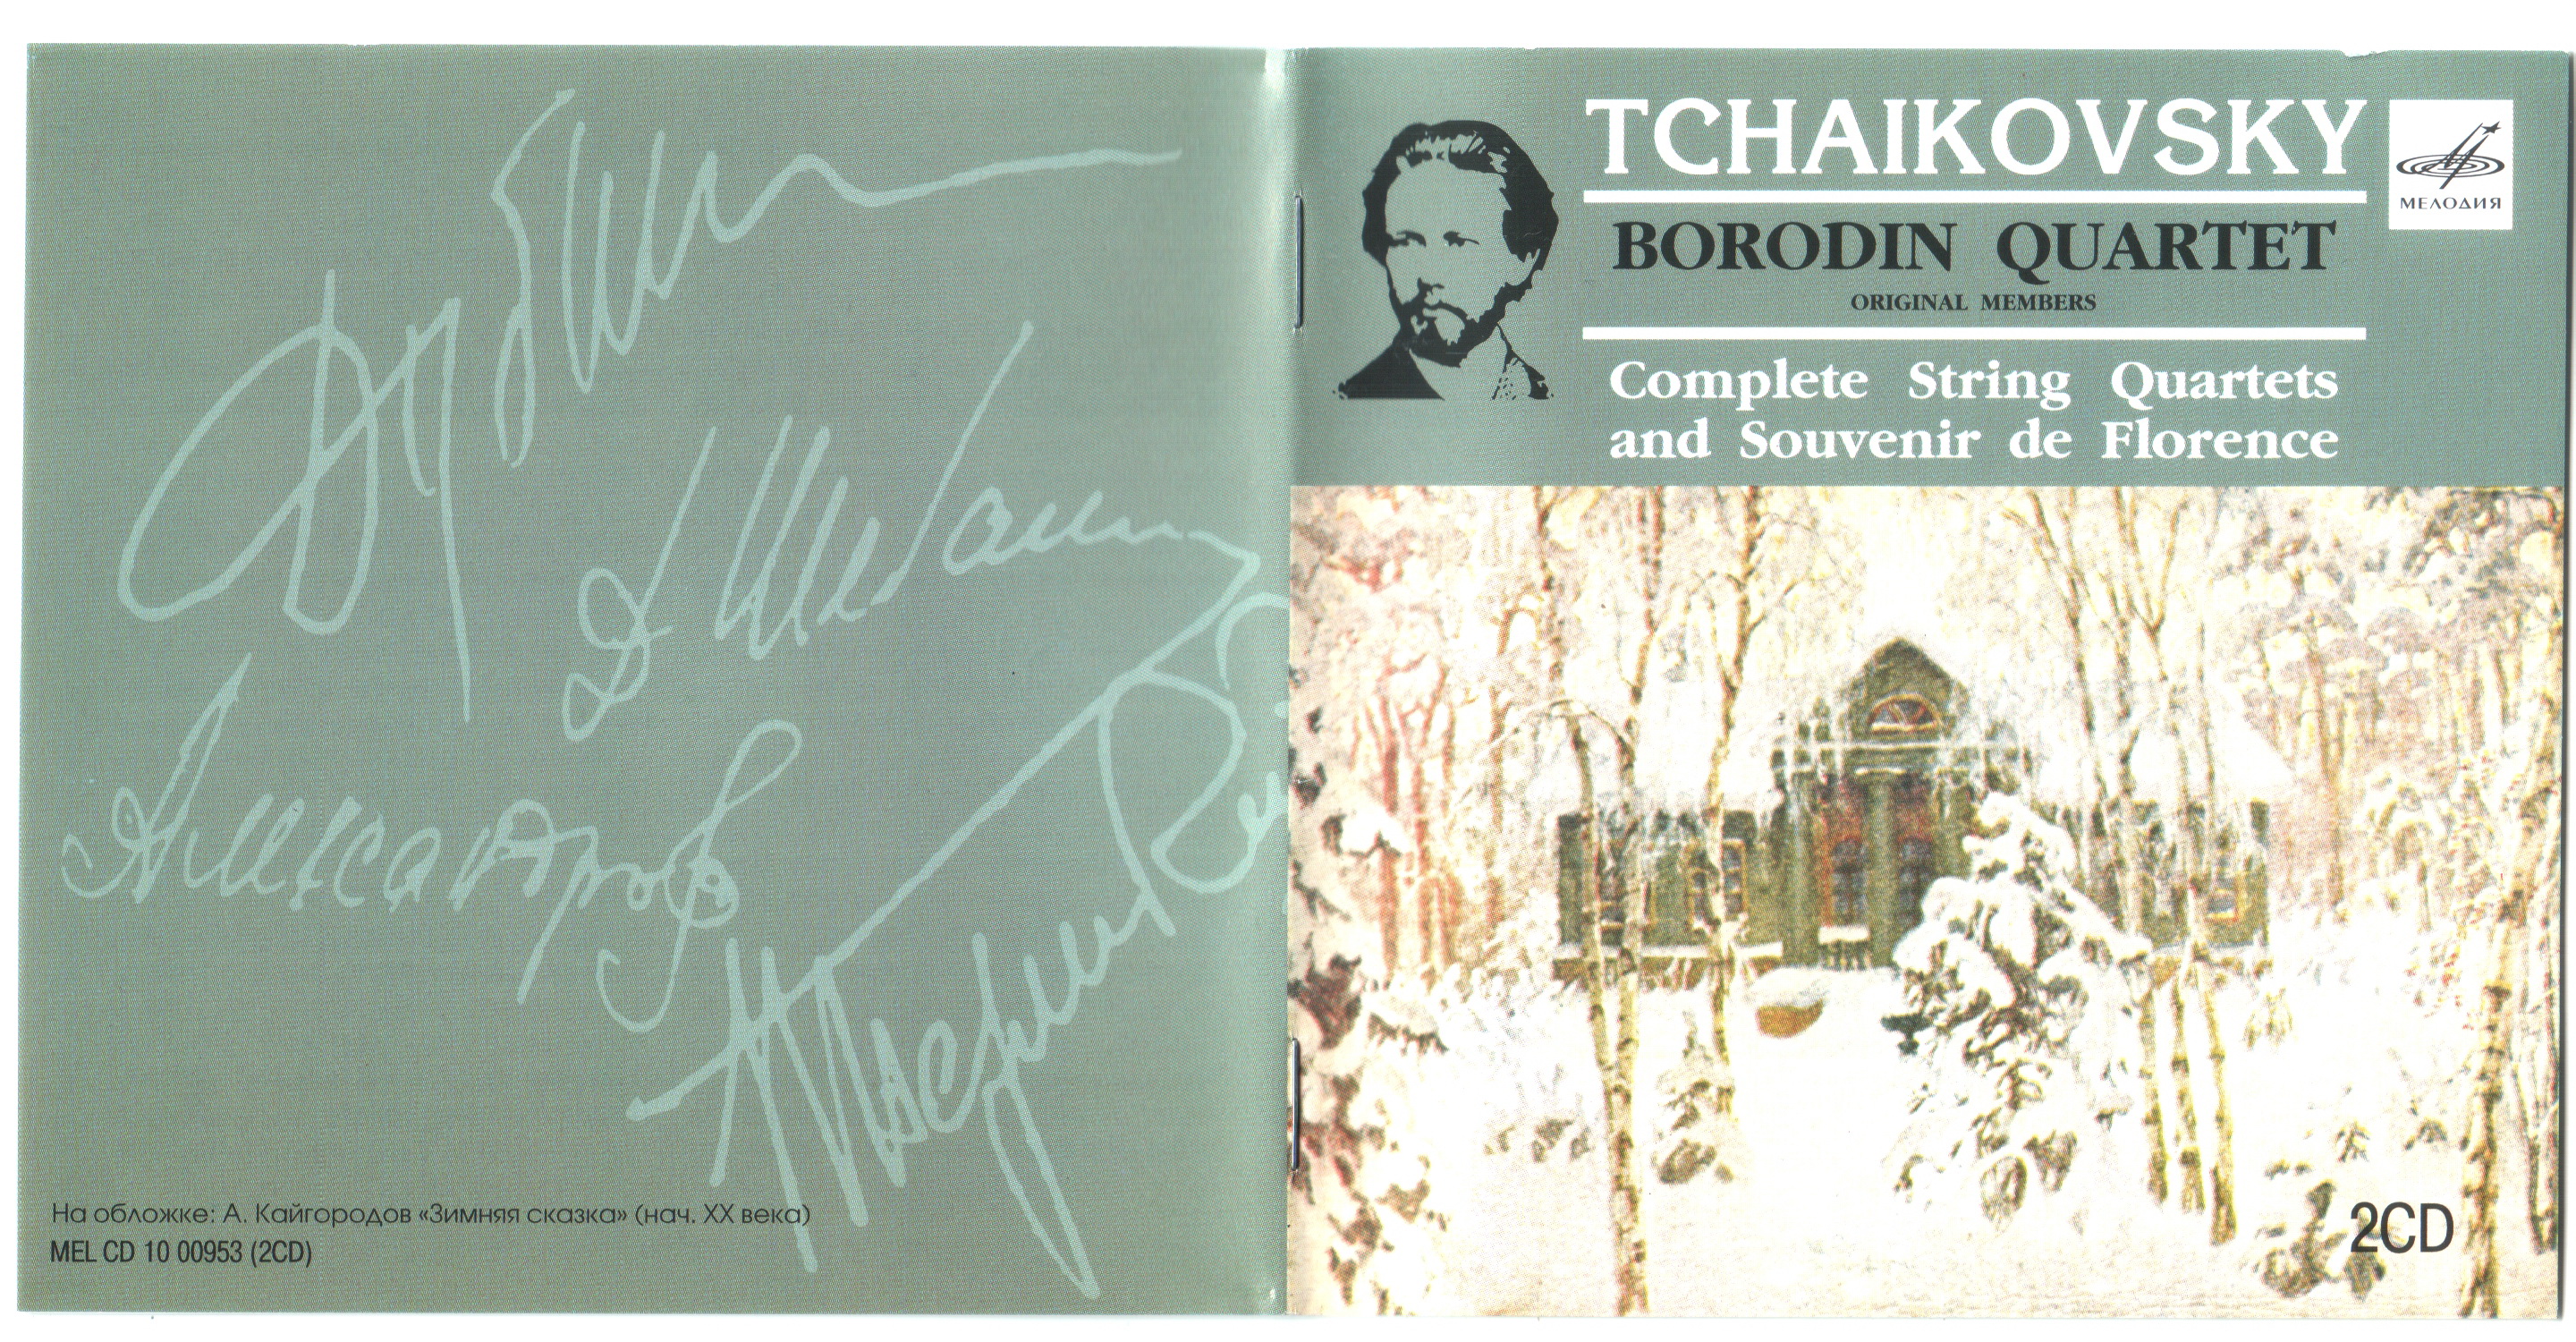 На обложке: А. Кайгородов «Зимняя сказка» (нач. XX века)
MEL CD 10 00953 (2CD)
TCHAIKOVSKY
МЕЛОДИЯ
BORODIN QUARTET
ORIGINAL MEMBERS
Complete String Quartets
and Souvenir de Florence
2CD